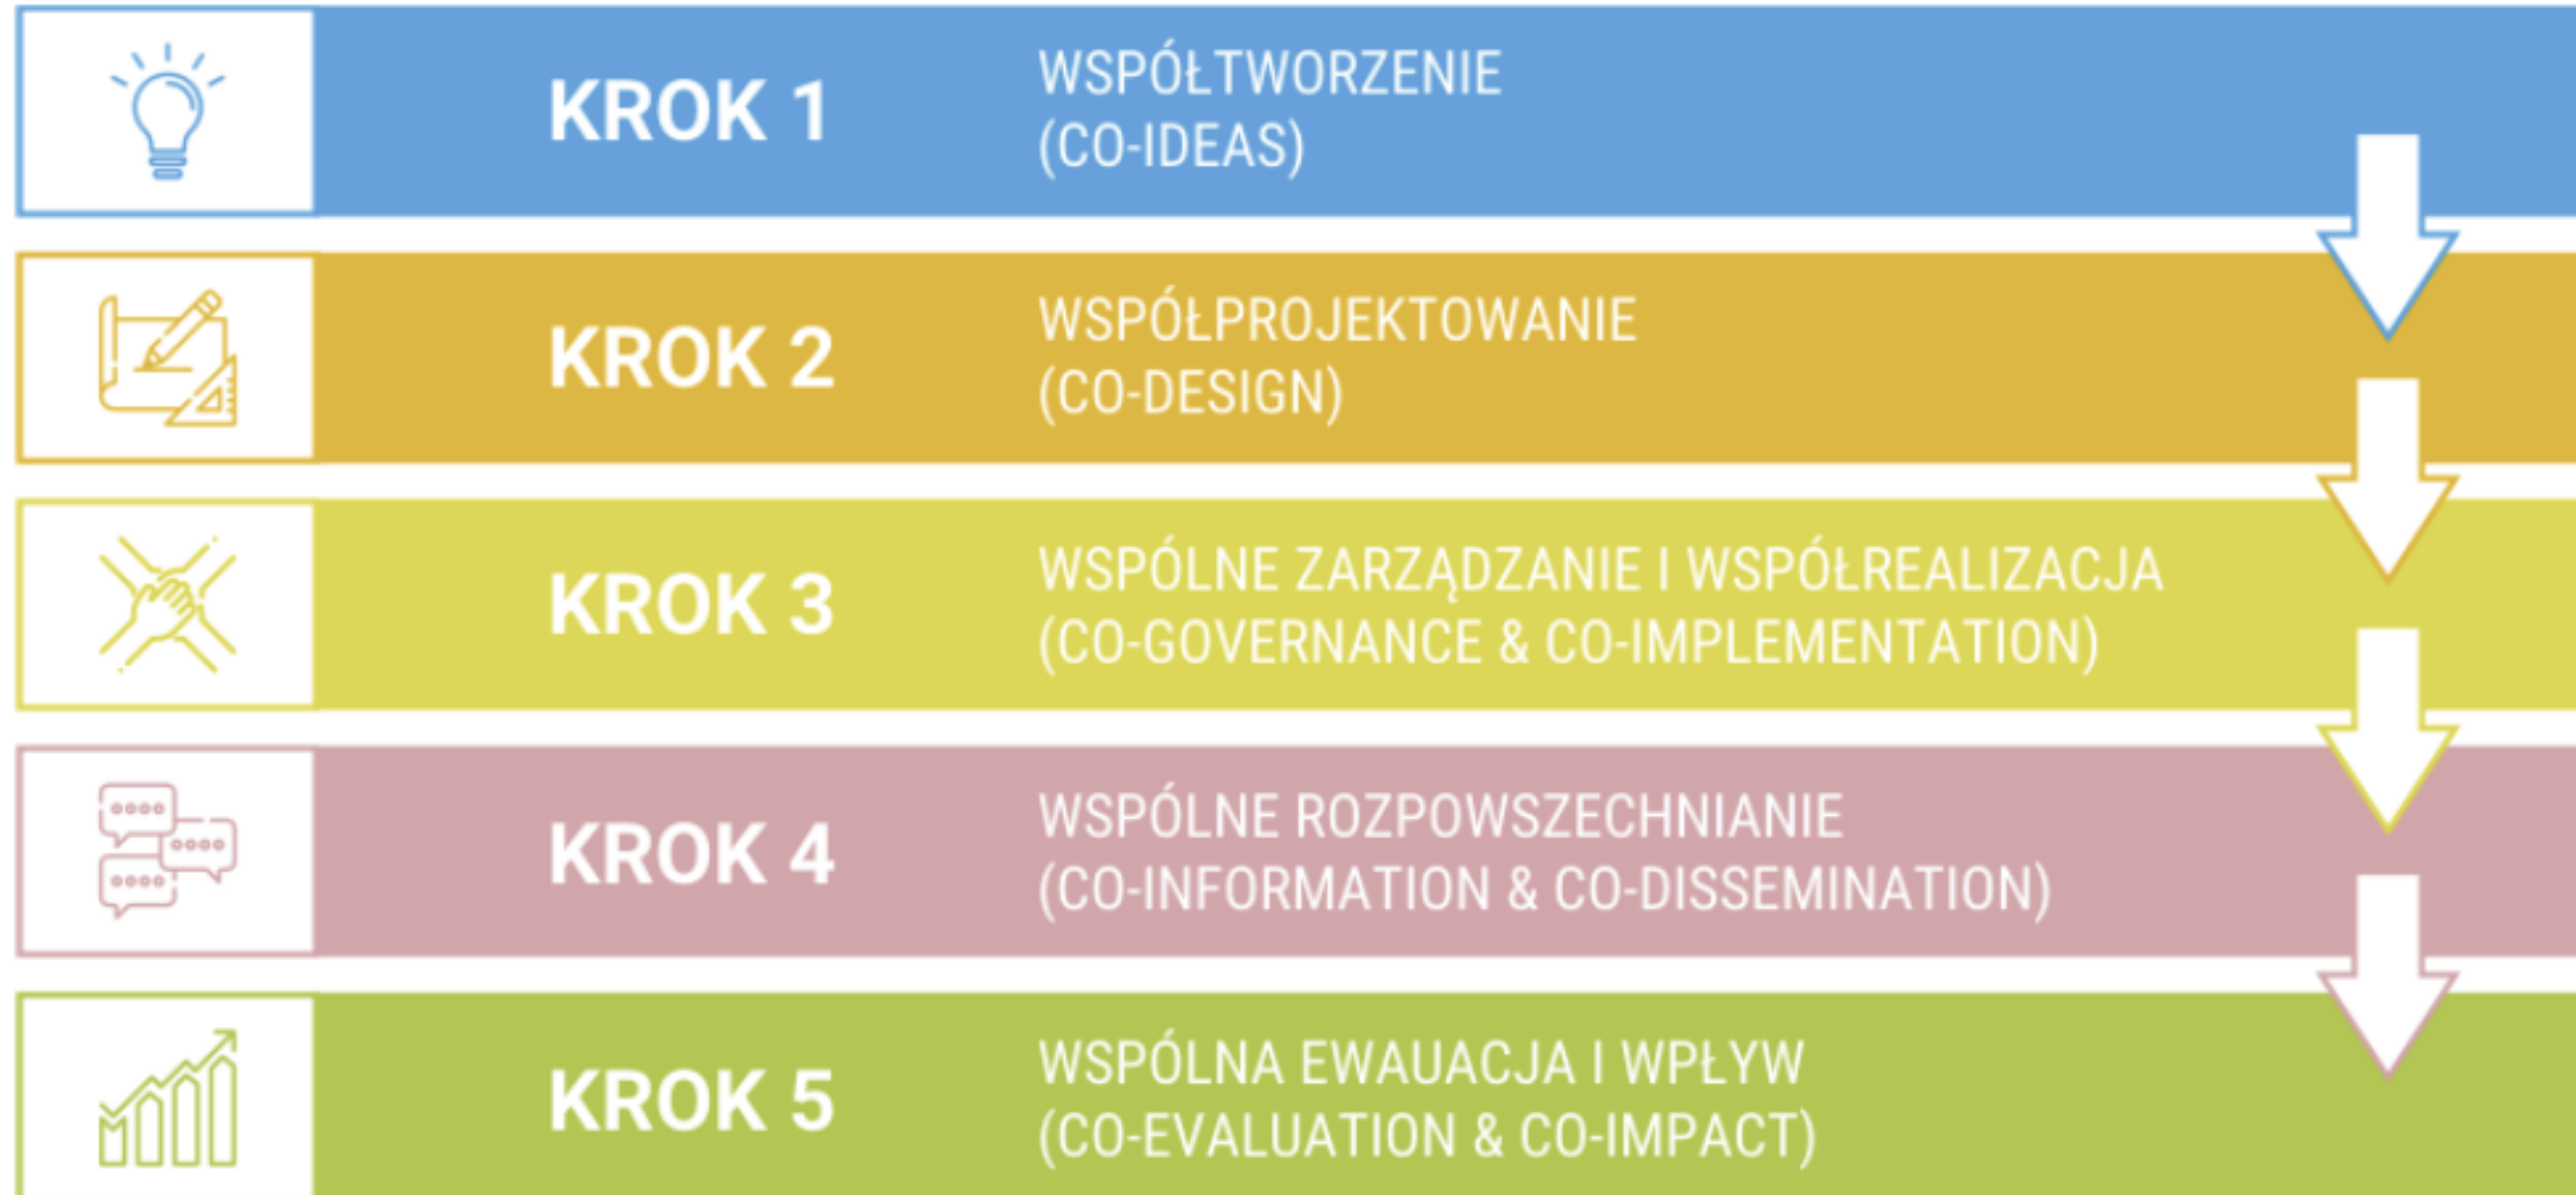 KROK 1
WSPÓŁTWORZENIE
(CO-IDEAS)
KROK 2
WSPÓŁPROJEKTOWANIE
(CO-DESIGN)
KROK 3
WSPÓLNE ZARZĄDZANIE I WSPÓŁREALIZACJA
(CO-GOVERNANCE & CO-IMPLEMENTATION)
KROK 4
WSPÓLNE ROZPOWSZECHNIANIE
(CO-INFORMATION & CO-DISSEMINATION)
KROK 5
WSPÓLNA EWAUACJA I WPŁYW
(CO-EVALUATION & CO-IMPACT)